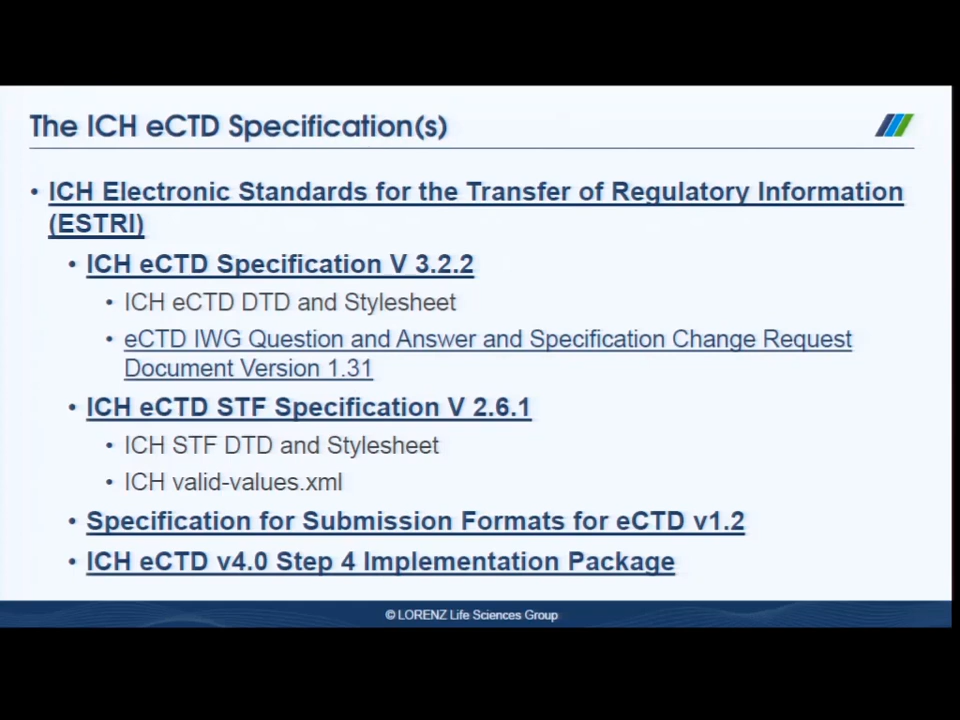 The ICH eCTD Specification(s)
• ICH Electronic Standards for the Transfer of Regulatory Information
(ESTRI)
• ICH eCTD Specification V 3.2.2
• ICH eCTD DTD and Stylesheet
• eCTD IWG Question and Answer and Specification Change Request
Document Version 1.31
• ICH eCTD STF Specification V 2.6.1
• ICH STF DTD and Stylesheet
• ICH valid-values.xml
• Specification for Submission Formats for eCTD v1.2
• ICH eCTD v4.0 Step 4 Implementation Package
© LORENZ Life Sciences Group